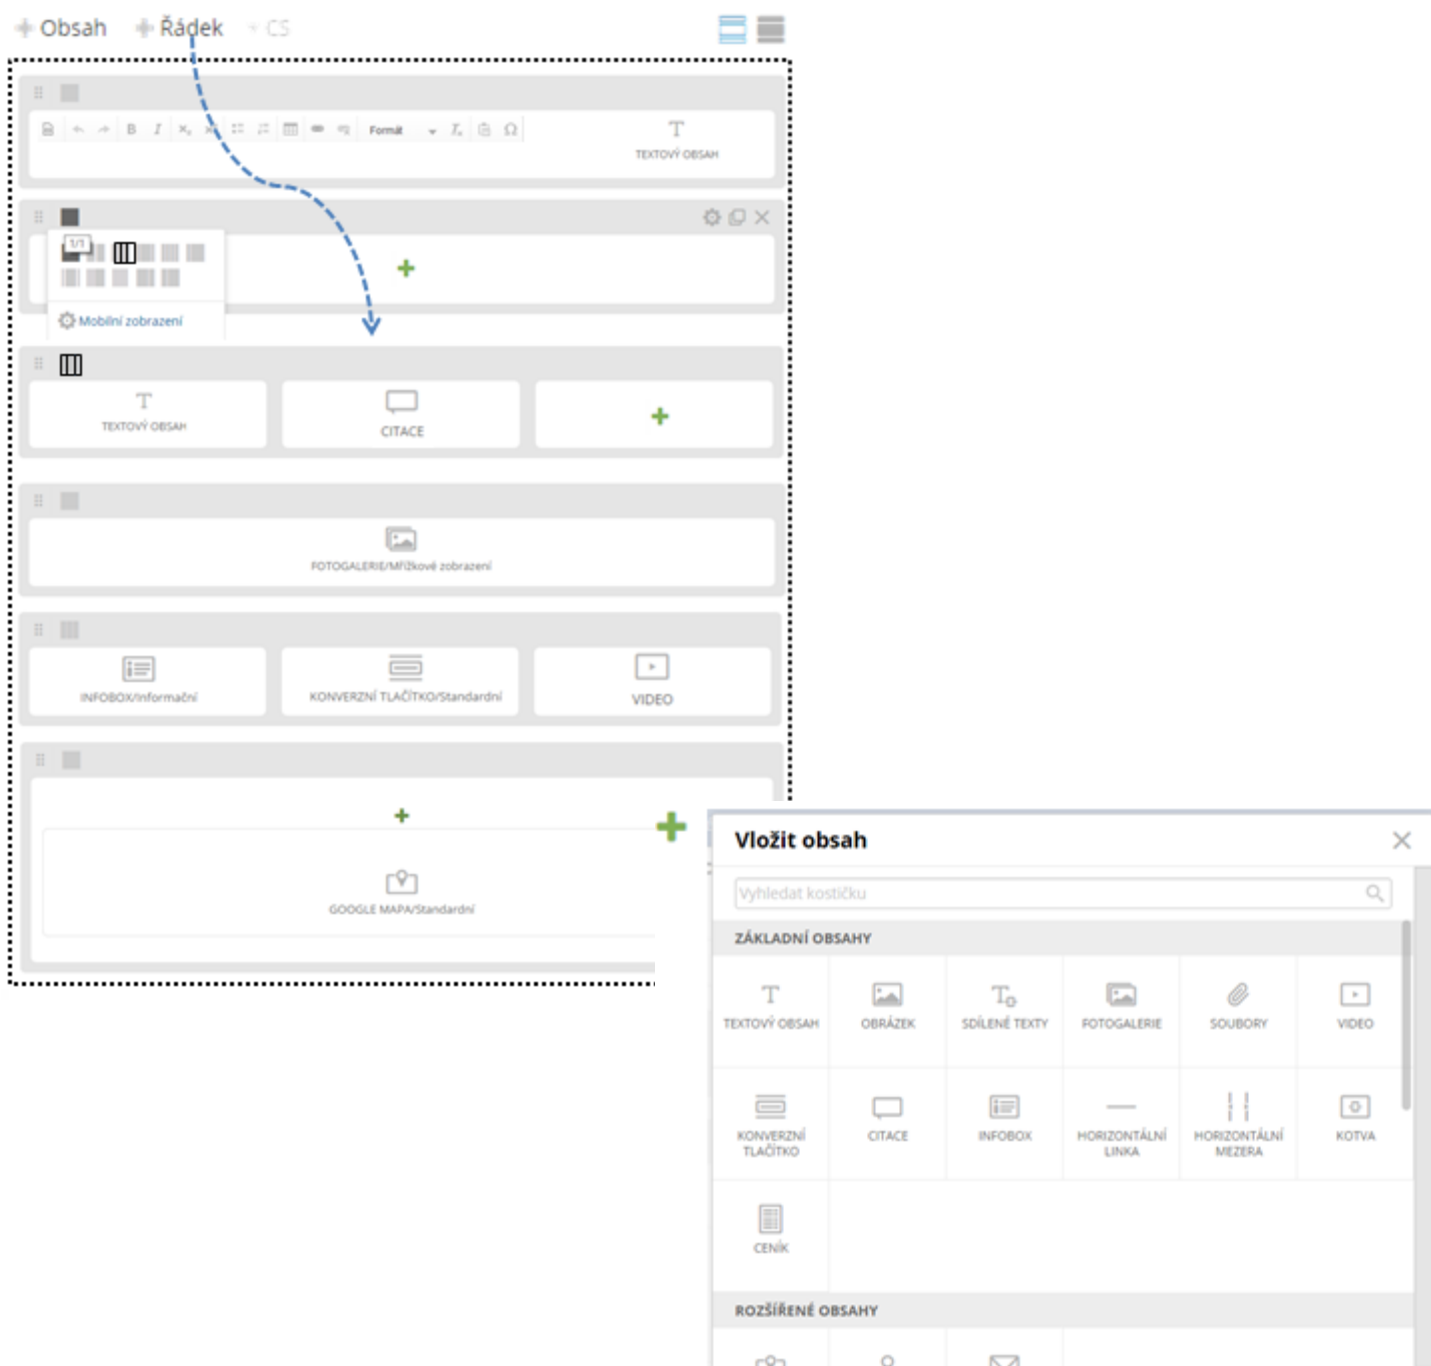 Obsah Řádek CS
Formát
TEXTOVÝ OBSAH
1/1
Mobilní zobrazení
TEXTOVÝ OBSAH
CITACE
FOTOGALERIE/Mřížkové zobrazení
INFOBOX/Informační
KONVERZNÍ TLAČÍTKO/Standardní
VIDEO
GOOGLE MAPA/Standardní
Vložit obsah
Vyhledat kostičku
ZÁKLADNÍ OBSAHY
TEXTOVÝ OBSAH
OBRÁZEK
SDÍLENÉ TEXTY
FOTOGALERIE
SOUBORY
VIDEO
KONVERZNÍ
TLAČÍTKO
CITACE
INFOBOX
HORIZONTÁLNÍ
LINKA
HORIZONTÁLNÍ
MEZERA
KOTVA
CENÍK
ROZŠÍŘENÉ OBSAHY